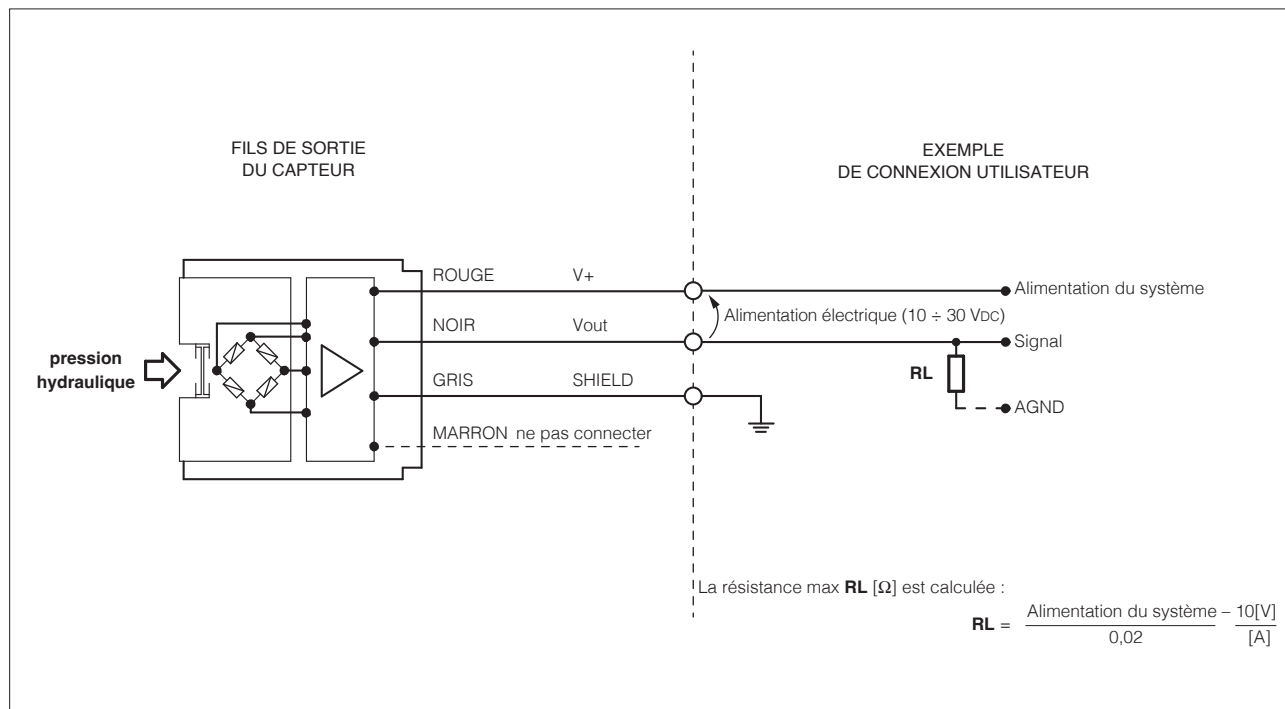 FILS DE SORTIE
DU CAPTEUR
EXEMPLE
DE CONNEXION UTILISATEUR
ROUGE V+
Alimentation du système
Alimentation électrique (10 ÷ 30 VDC)
NOIR Vout
Signal
pression
hydraulique
RL
GRIS SHIELD
AGND
MARRON ne pas connecter
La résistance max RL [Ω] est calculée :
RL = Alimentation du système – 10[V]
0,02 [A]